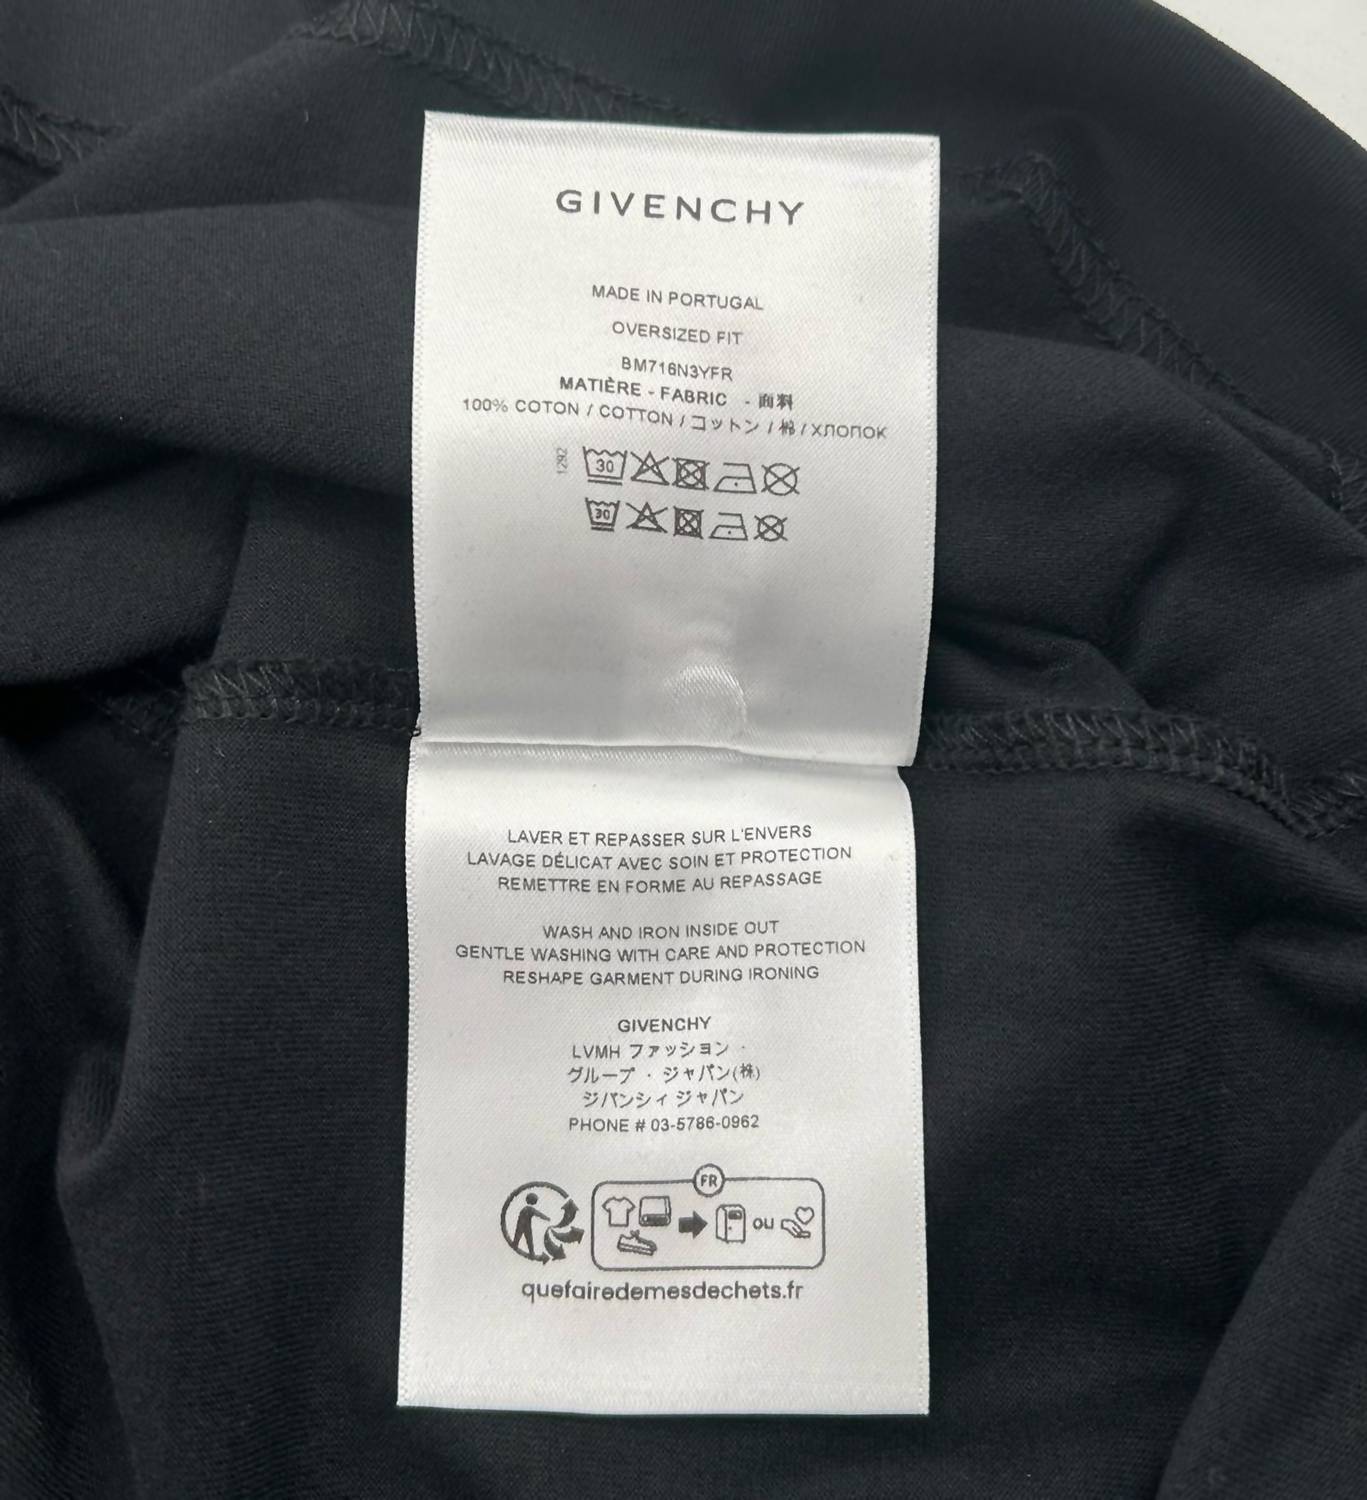 GIVENCHY
MADE IN PORTUGAL
OVERSIZED FIT
BM716N3YFR
MATIÈRE - FABRIC - 面料
100% COTON / COTTON / コットン / 棉 / ХЛОПОК
1292
30
30
LAVER ET REPASSER SUR L'ENVERS
LAVAGE DÉLICAT AVEC SOIN ET PROTECTION
REMETTRE EN FORME AU REPASSAGE
WASH AND IRON INSIDE OUT
GENTLE WASHING WITH CARE AND PROTECTION
RESHAPE GARMENT DURING IRONING
GIVENCHY
LVMH ファッション ·
グループ · ジャパン(株)
ジバンシィ ジャパン
PHONE # 03-5786-0962
FR
ou
quefairedemesdechets.fr